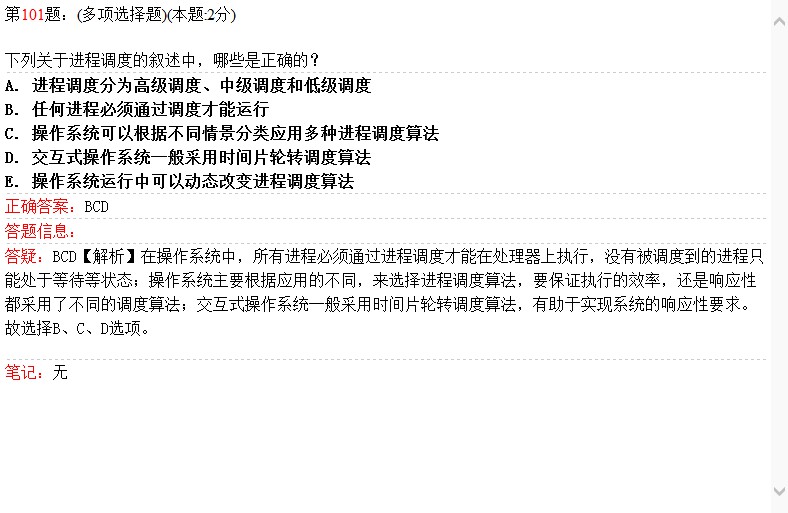 第101题：(多项选择题)(本题:2分)
下列关于进程调度的叙述中，哪些是正确的？
A. 进程调度分为高级调度、中级调度和低级调度
B. 任何进程必须通过调度才能运行
C. 操作系统可以根据不同情景分类应用多种进程调度算法
D. 交互式操作系统一般采用时间片轮转调度算法
E. 操作系统运行中可以动态改变进程调度算法
正确答案：BCD
答题信息：
答疑：BCD【解析】在操作系统中，所有进程必须通过进程调度才能在处理器上执行，没有被调度到的进程只
能处于等待等状态；操作系统主要根据应用的不同，来选择进程调度算法，要保证执行的效率，还是响应性
都采用了不同的调度算法；交互式操作系统一般采用时间片轮转调度算法，有助于实现系统的响应性要求。
故选择B、C、D选项。
笔记：无